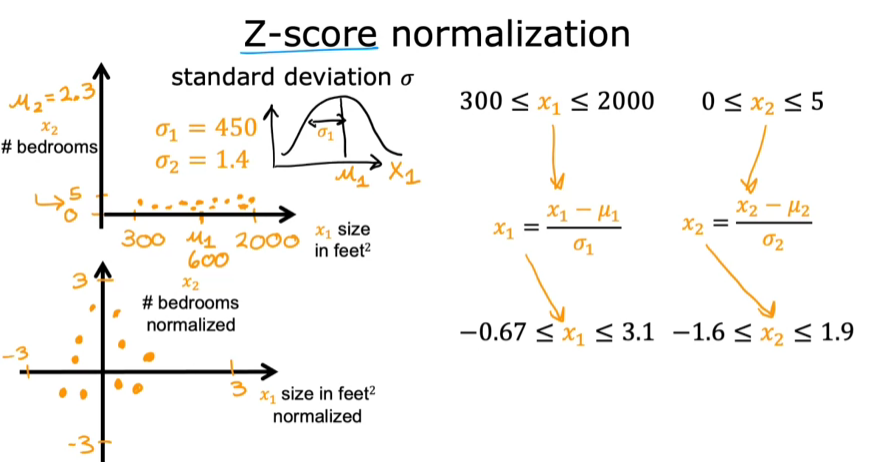 Z-score normalization
standard deviation σ
μ₂=2.3
x₂
# bedrooms
σ₁ = 450
σ₂ = 1.4
σ₁
μ₁
x₁
5
0
300 μ₁ 2000
600
x₁ size
in feet²
300 ≤ x₁ ≤ 2000
0 ≤ x₂ ≤ 5
x₁ = (x₁ − μ₁)/σ₁
x₂ = (x₂ − μ₂)/σ₂
−0.67 ≤ x₁ ≤ 3.1
−1.6 ≤ x₂ ≤ 1.9
3
x₂
# bedrooms
normalized
-3
3
x₁ size in feet²
normalized
-3